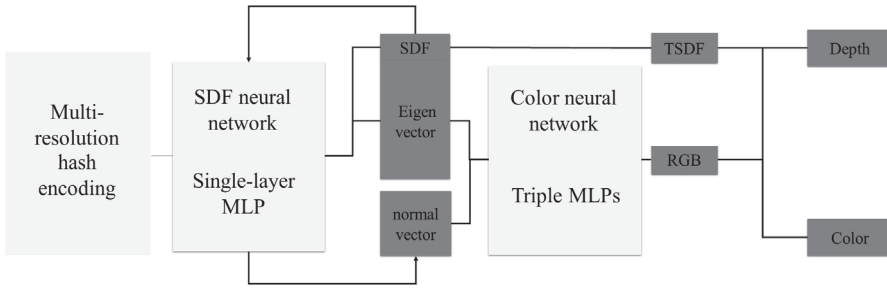 Multi-
resolution
hash
encoding
SDF neural
network
Single-layer
MLP
SDF
Eigen
vector
normal
vector
Color neural
network
Triple MLPs
TSDF
RGB
Depth
Color